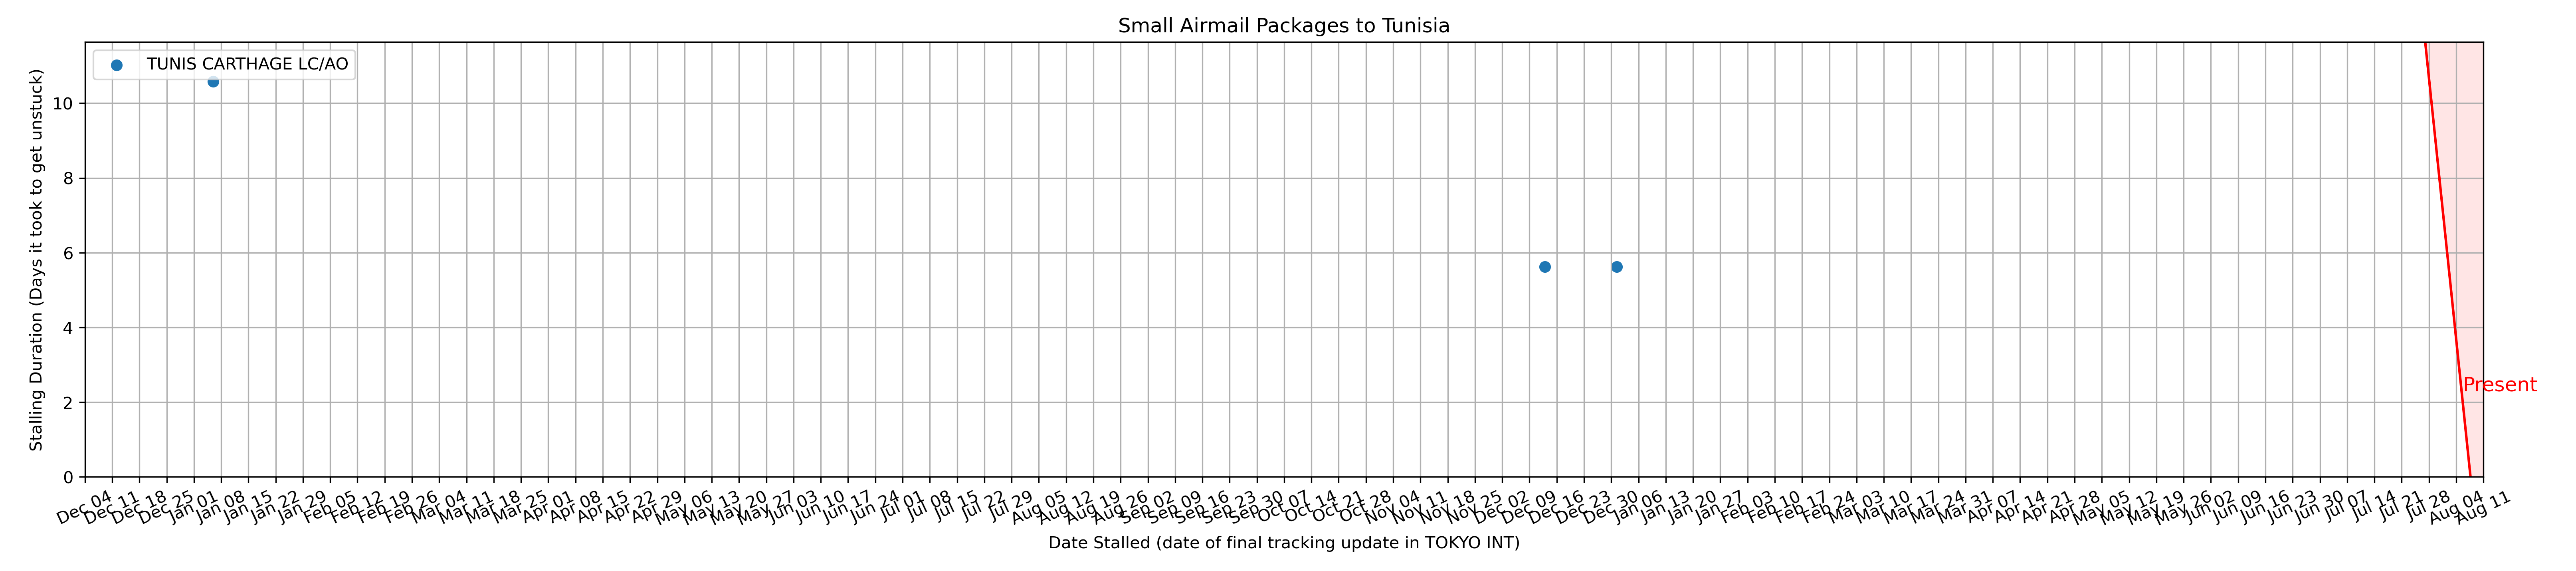 Small Airmail Packages to Tunisia
TUNIS CARTHAGE LC/AO
Stalling Duration (Days it took to get unstuck)
10
8
6
4
2
0
Present
Dec 04
Dec 11
Dec 18
Dec 25
Jan 01
Jan 08
Jan 15
Jan 22
Jan 29
Feb 05
Feb 12
Feb 19
Feb 26
Mar 04
Mar 11
Mar 18
Mar 25
Apr 01
Apr 08
Apr 15
Apr 22
Apr 29
May 06
May 13
May 20
May 27
Jun 03
Jun 10
Jun 17
Jun 24
Jul 01
Jul 08
Jul 15
Jul 22
Jul 29
Aug 05
Aug 12
Aug 19
Aug 26
Sep 02
Sep 09
Sep 16
Sep 23
Sep 30
Oct 07
Oct 14
Oct 21
Oct 28
Nov 04
Nov 11
Nov 18
Nov 25
Dec 02
Dec 09
Dec 16
Dec 23
Dec 30
Jan 06
Jan 13
Jan 20
Jan 27
Feb 03
Feb 10
Feb 17
Feb 24
Mar 03
Mar 10
Mar 17
Mar 24
Mar 31
Apr 07
Apr 14
Apr 21
Apr 28
May 05
May 12
May 19
May 26
Jun 02
Jun 09
Jun 16
Jun 23
Jun 30
Jul 07
Jul 14
Jul 21
Jul 28
Aug 04
Aug 11
Date Stalled (date of final tracking update in TOKYO INT)